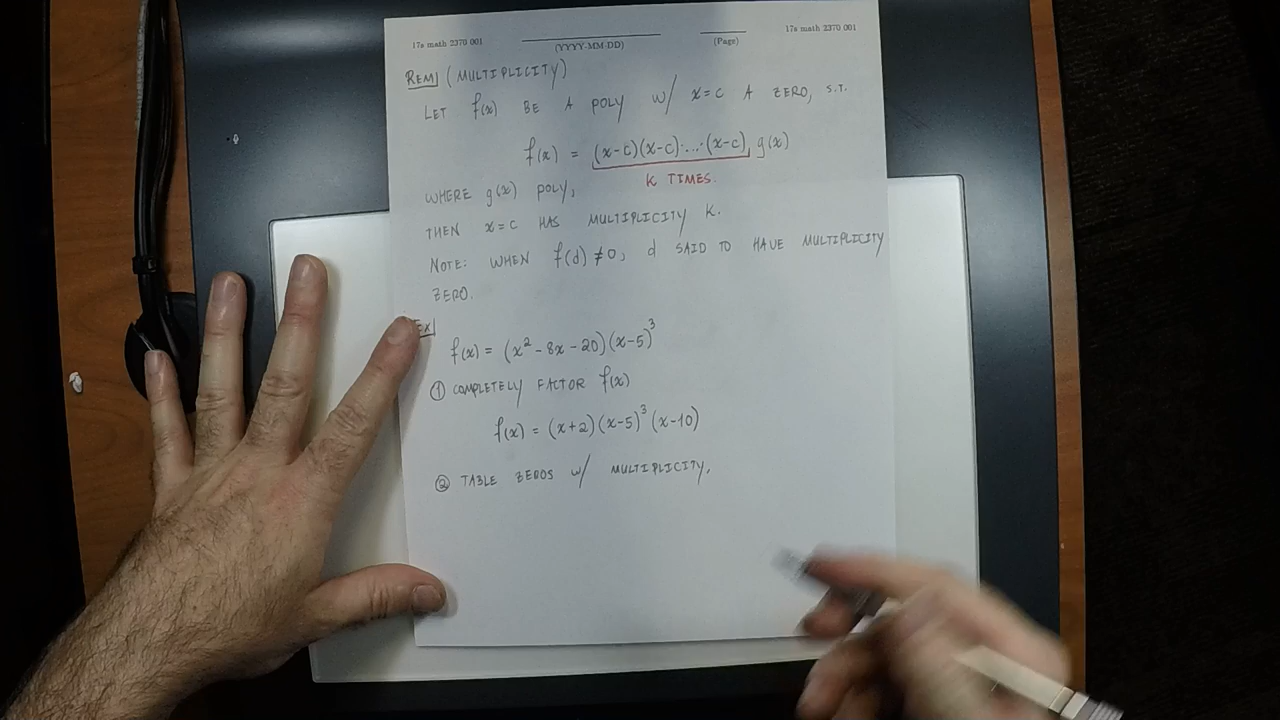 17s math 2370 001 (YYYY-MM-DD) (Page) 17s math 2370 001
REM (MULTIPLICITY)
LET f(x) BE A POLY W/ x=c A ZERO, S.T.
f(x) = (x-c)(x-c)·...·(x-c) g(x)
K TIMES.
WHERE g(x) POLY,
THEN x=c HAS MULTIPLICITY K.
NOTE: WHEN f(d) ≠0, d SAID TO HAVE MULTIPLICITY
ZERO.
EX
f(x) = (x² - 8x - 20)(x-5)³
① COMPLETELY FACTOR f(x)
f(x) = (x+2)(x-5)³(x-10)
② TABLE ZEROS W/ MULTIPLICITY.